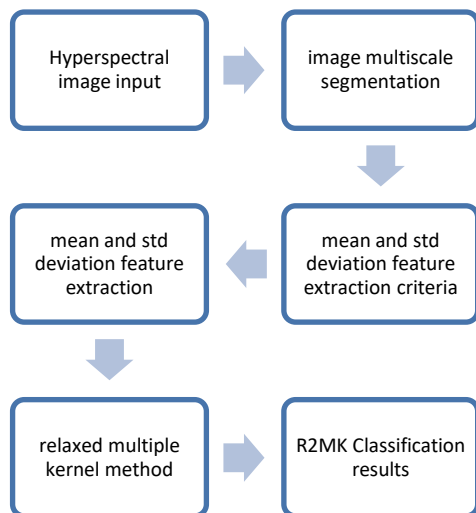 Hyperspectral
image input
image multiscale
segmentation
mean and std
deviation feature
extraction criteria
mean and std
deviation feature
extraction
relaxed multiple
kernel method
R2MK Classification
results